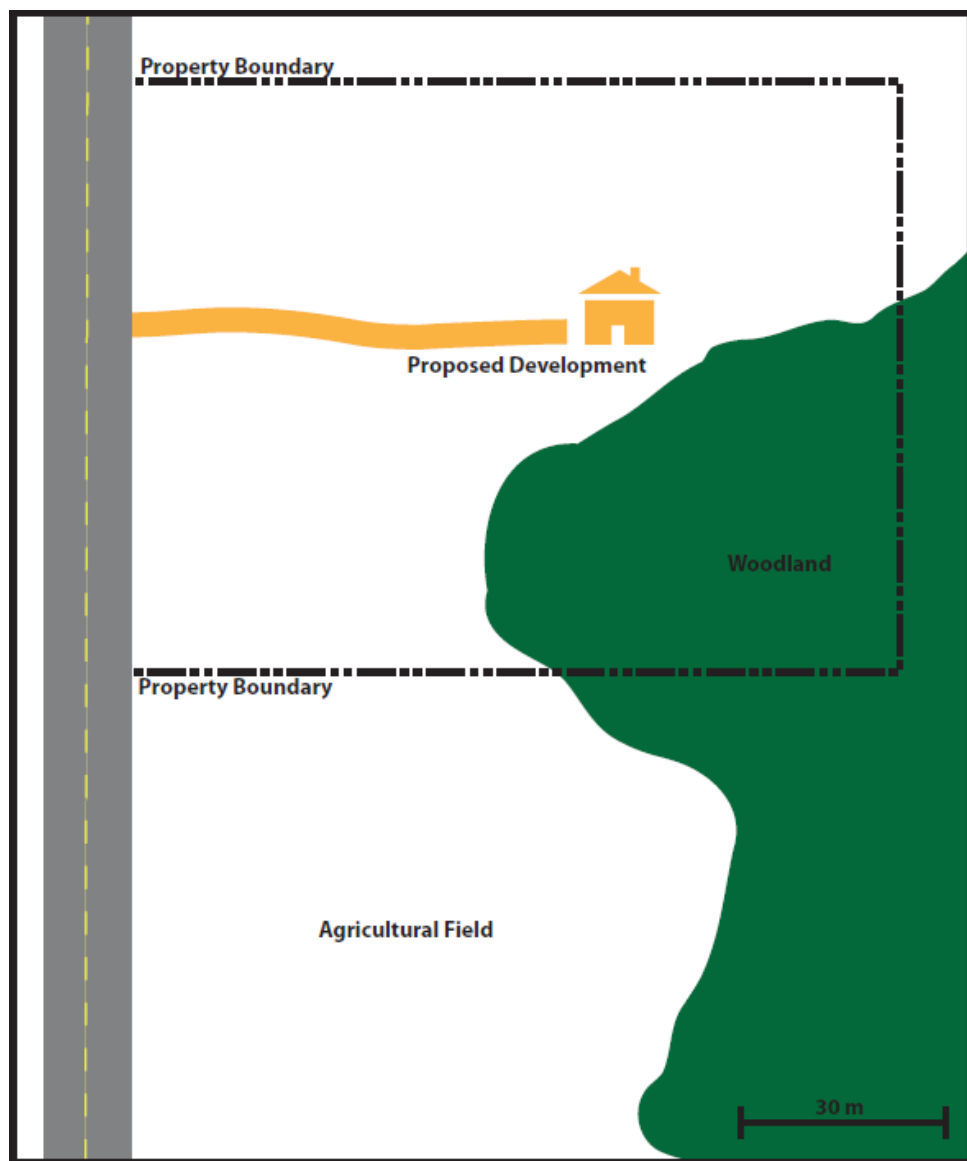 Property Boundary
Proposed Development
Woodland
Property Boundary
Agricultural Field
30 m